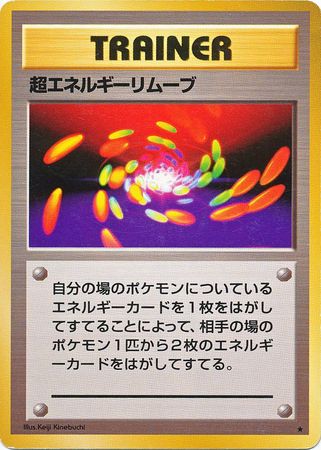 TRAINER
超エネルギーリムーブ
自分の場のポケモンについている
エネルギーカードを1枚をはがし
てすてることによって、相手の場の
ポケモン1匹から2枚のエネルギ
ーカードをはがしてすてる。
Illus.Keiji Kinebuchi
★